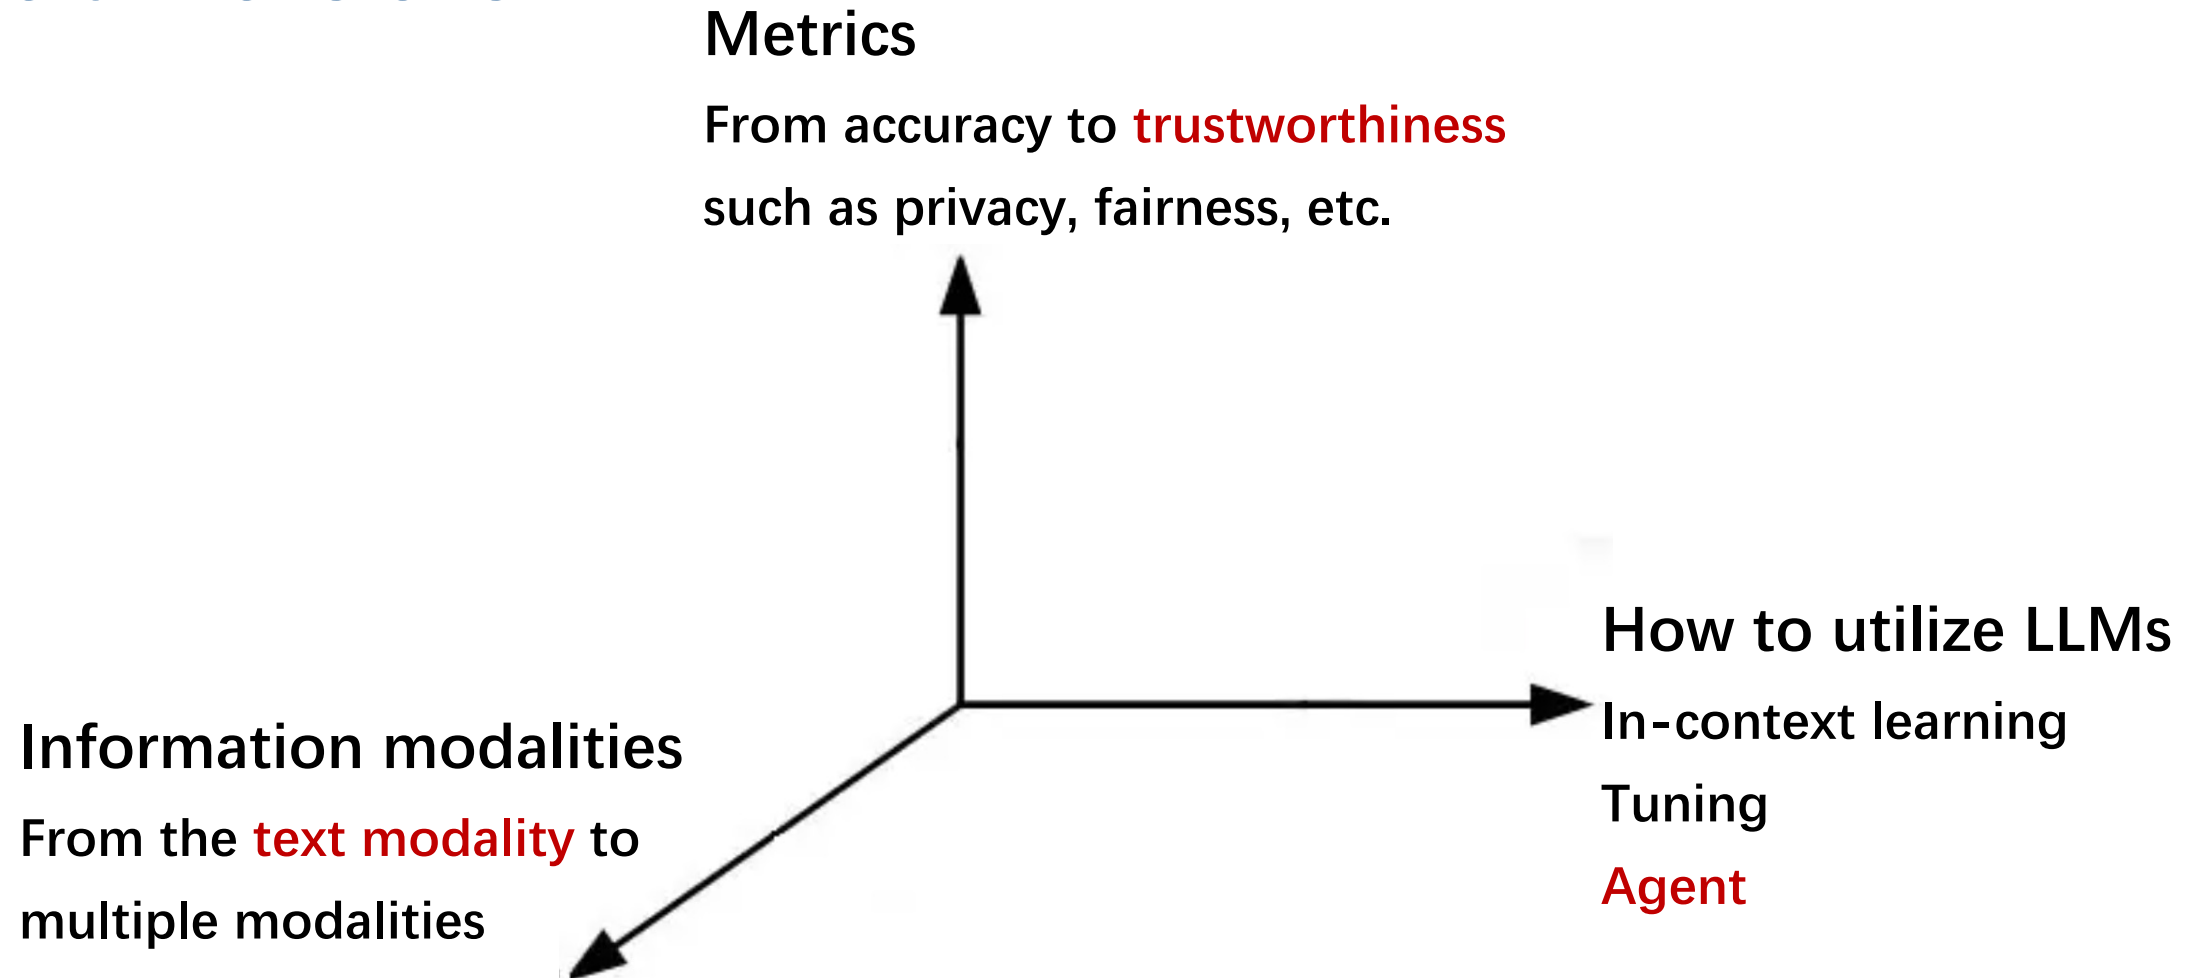 Metrics
From accuracy to trustworthiness
such as privacy, fairness, etc.
How to utilize LLMs
In-context learning
Tuning
Agent
Information modalities
From the text modality to
multiple modalities